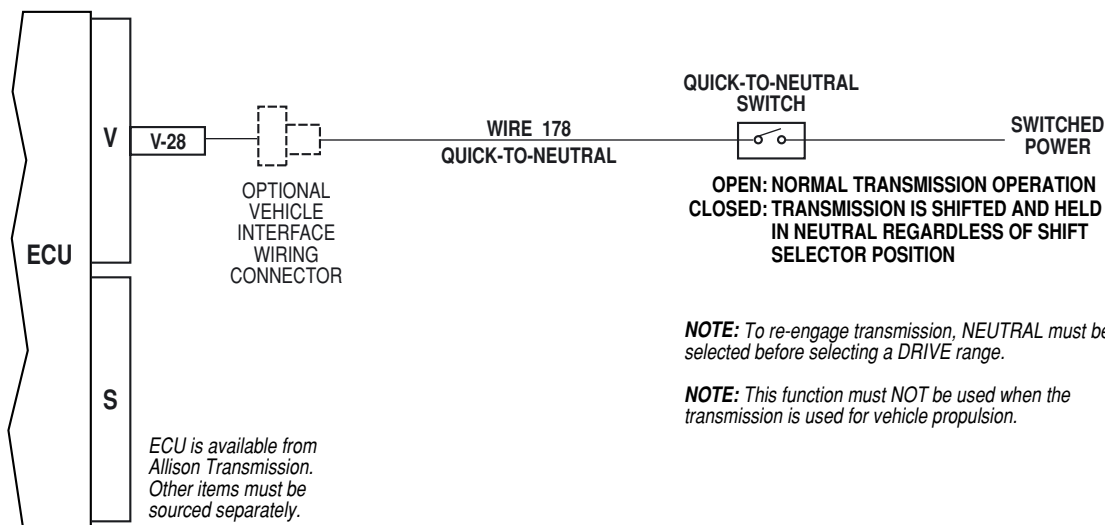 QUICK-TO-NEUTRAL
SWITCH
V
V-28
WIRE 178
QUICK-TO-NEUTRAL
SWITCHED
POWER
OPTIONAL
VEHICLE
INTERFACE
WIRING
CONNECTOR
OPEN: NORMAL TRANSMISSION OPERATION
CLOSED: TRANSMISSION IS SHIFTED AND HELD
IN NEUTRAL REGARDLESS OF SHIFT
SELECTOR POSITION
ECU
NOTE: To re-engage transmission, NEUTRAL must be
selected before selecting a DRIVE range.
NOTE: This function must NOT be used when the
transmission is used for vehicle propulsion.
S
ECU is available from
Allison Transmission.
Other items must be
sourced separately.